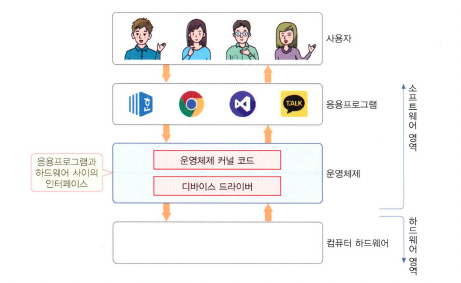 사용자
한
TALK
응용프로그램
소프트웨어 영역
응용프로그램과
하드웨어 사이의
인터페이스
운영체제 커널 코드
디바이스 드라이버
운영체제
컴퓨터 하드웨어
하드웨어 영역